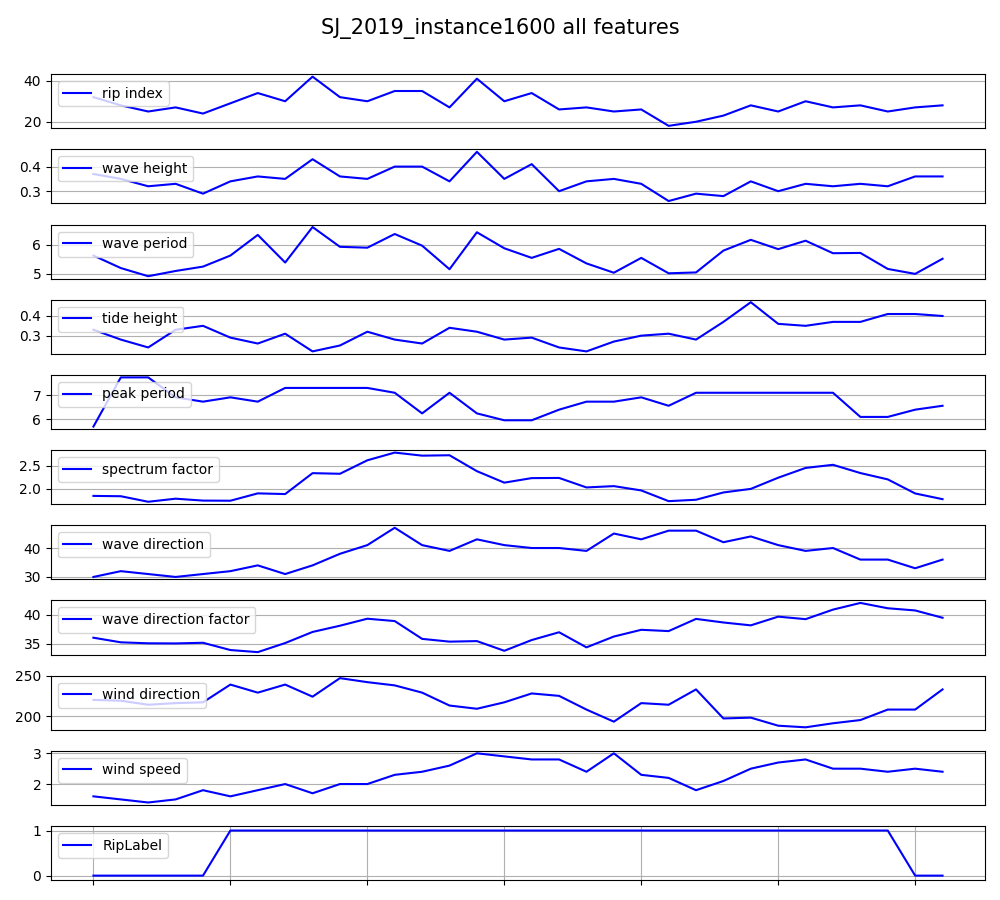 SJ_2019_instance1600 all features
40
20
rip index
0.4
0.3
wave height
6
5
wave period
0.4
0.3
tide height
7
6
peak period
2.5
2.0
spectrum factor
40
30
wave direction
40
35
wave direction factor
250
200
wind direction
3
2
wind speed
1
0
RipLabel